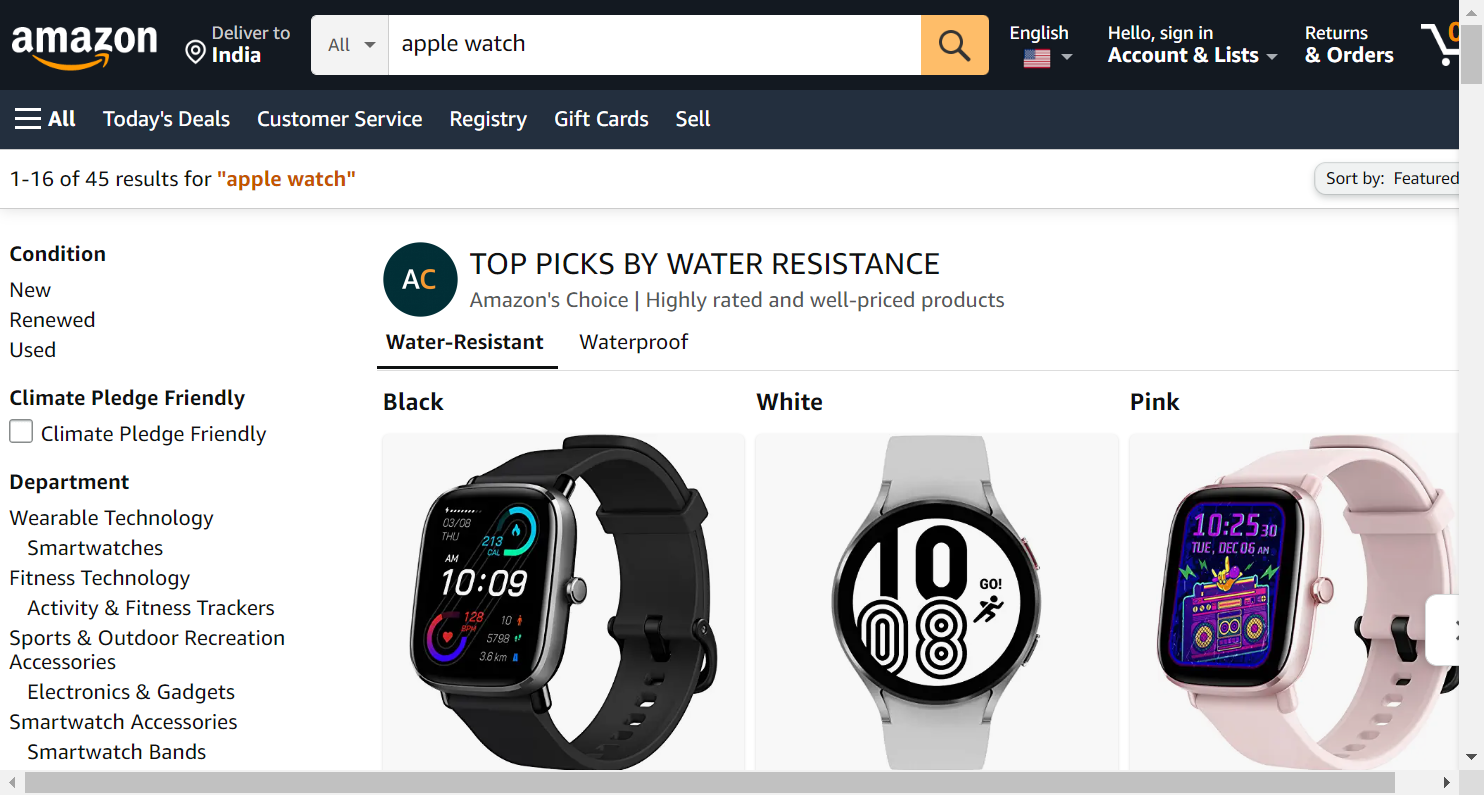 amazon
Deliver to
India
All
apple watch
English
Hello, sign in
Account & Lists
Returns
& Orders
0
All
Today's Deals
Customer Service
Registry
Gift Cards
Sell
1-16 of 45 results for "apple watch"
Sort by: Featured
Condition
New
Renewed
Used
Climate Pledge Friendly
Climate Pledge Friendly
Department
Wearable Technology
Smartwatches
Fitness Technology
Activity & Fitness Trackers
Sports & Outdoor Recreation
Accessories
Electronics & Gadgets
Smartwatch Accessories
Smartwatch Bands
AC
TOP PICKS BY WATER RESISTANCE
Amazon's Choice | Highly rated and well-priced products
Water-Resistant
Waterproof
Black
White
Pink
03/08
THU
213
CAL
AM
10:09
128
BPM
10
5798
3.6 km
10
GO!
08
10:25 30
TUE, DEC 06 AM